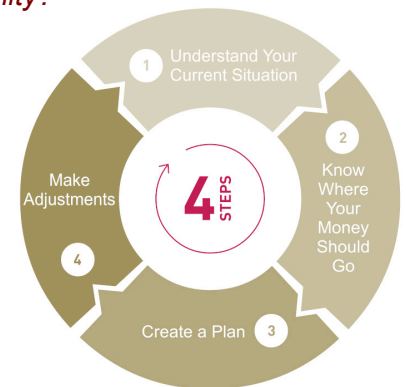 lity?
1
Understand Your
Current Situation
2
Know
Where
Your
Money
Should
Go
Create a Plan
3
Make
Adjustments
4
4
STEPS